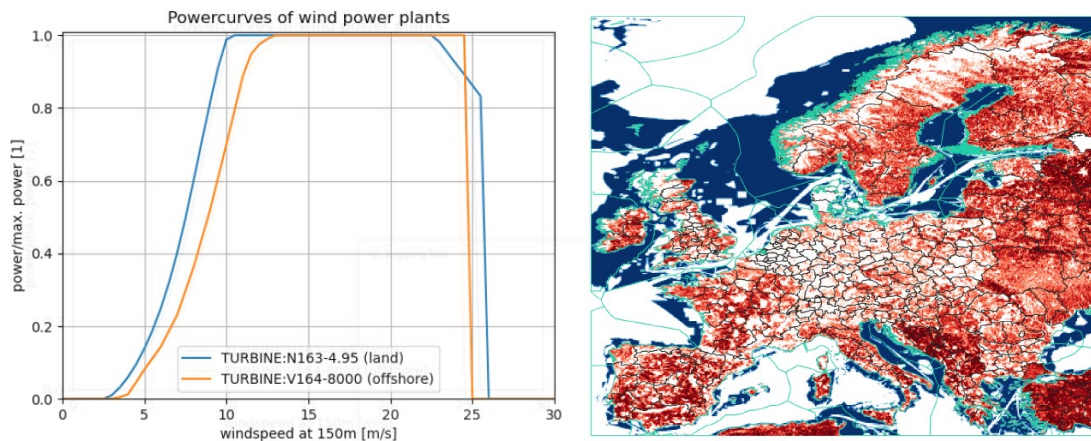 Powercurves of wind power plants
1.0
0.8
0.6
0.4
0.2
0.0
power/max. power [1]
TURBINE:N163-4.95 (land)
TURBINE:V164-8000 (offshore)
0
5
10
15
20
25
30
windspeed at 150m [m/s]